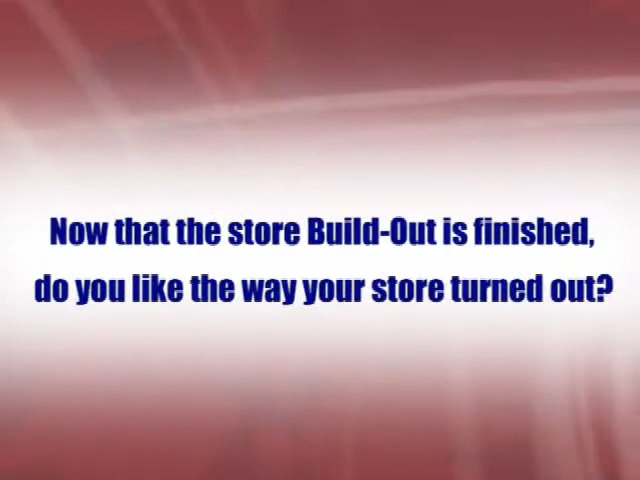 Now that the store Build-Out is finished,
do you like the way your store turned out?